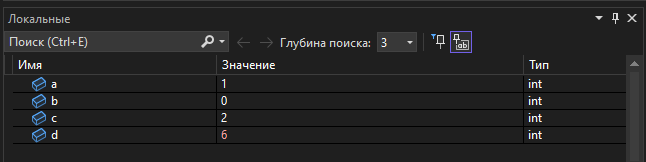 Локальные
Поиск (Ctrl+E) Глубина поиска: 3
Имя Значение Тип
a 1 int
b 0 int
c 2 int
d 6 int